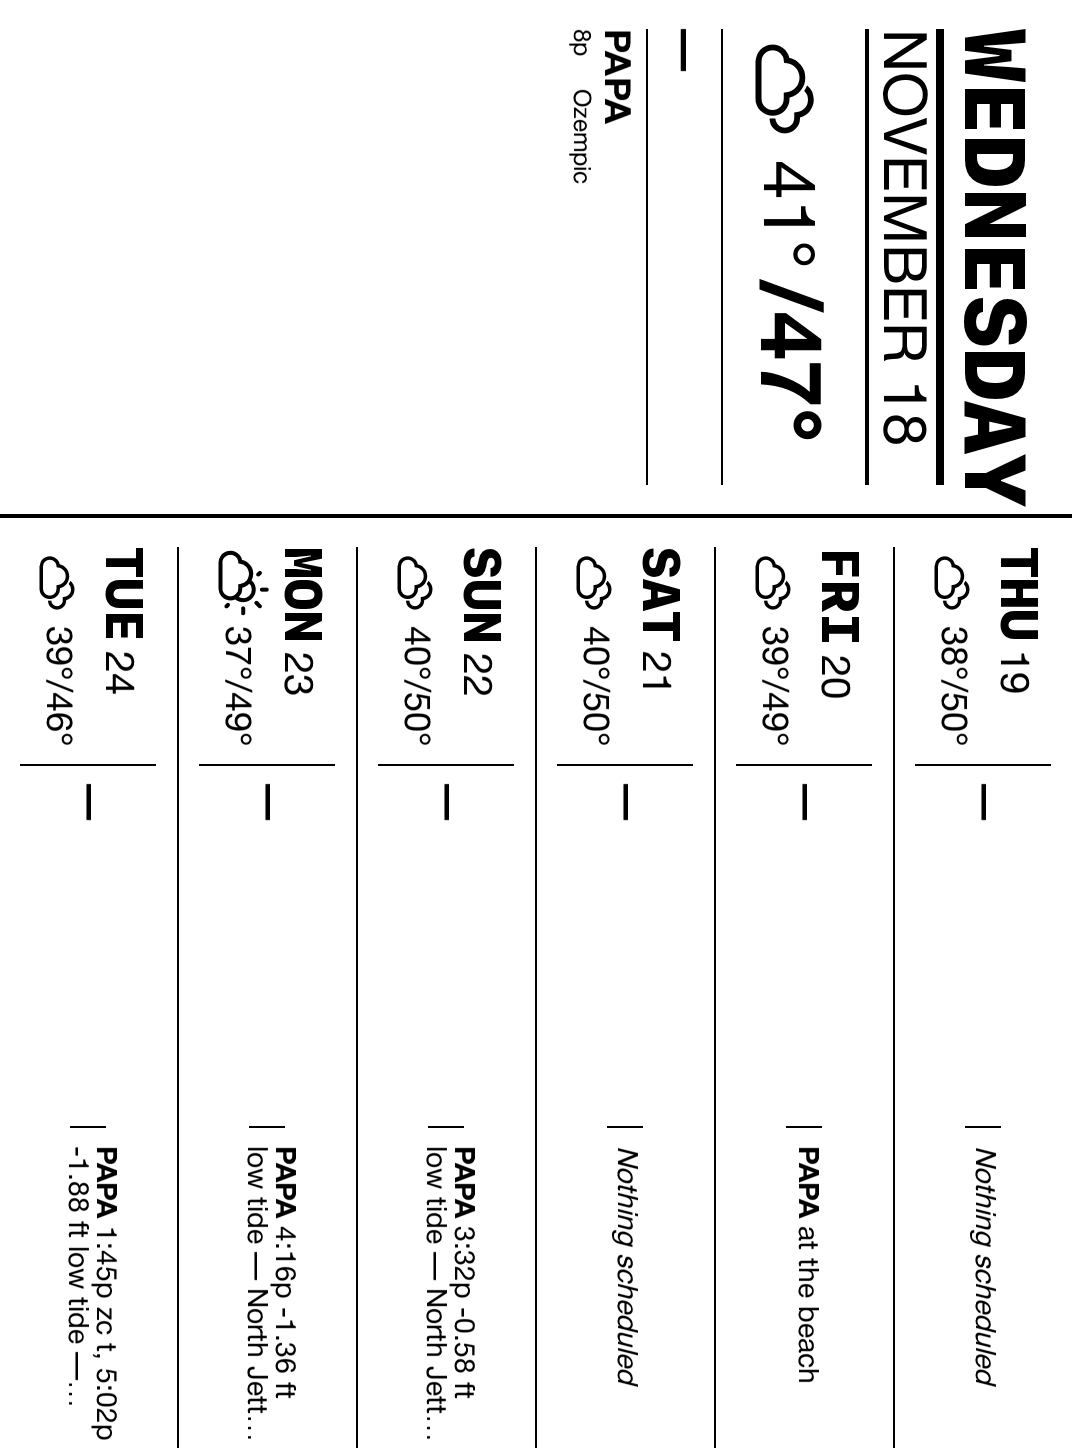 WEDNESDAY
NOVEMBER 18
41°/47°
—
PAPA
8p Ozempic
THU 19
38°/50°
—
Nothing scheduled
FRI 20
39°/49°
—
PAPA at the beach
SAT 21
40°/50°
—
Nothing scheduled
SUN 22
40°/50°
—
PAPA 3:32p -0.58 ft
low tide — North Jett…
MON 23
37°/49°
—
PAPA 4:16p -1.36 ft
low tide — North Jett…
TUE 24
39°/46°
—
PAPA 1:45p zc t, 5:02p
-1.88 ft low tide —…